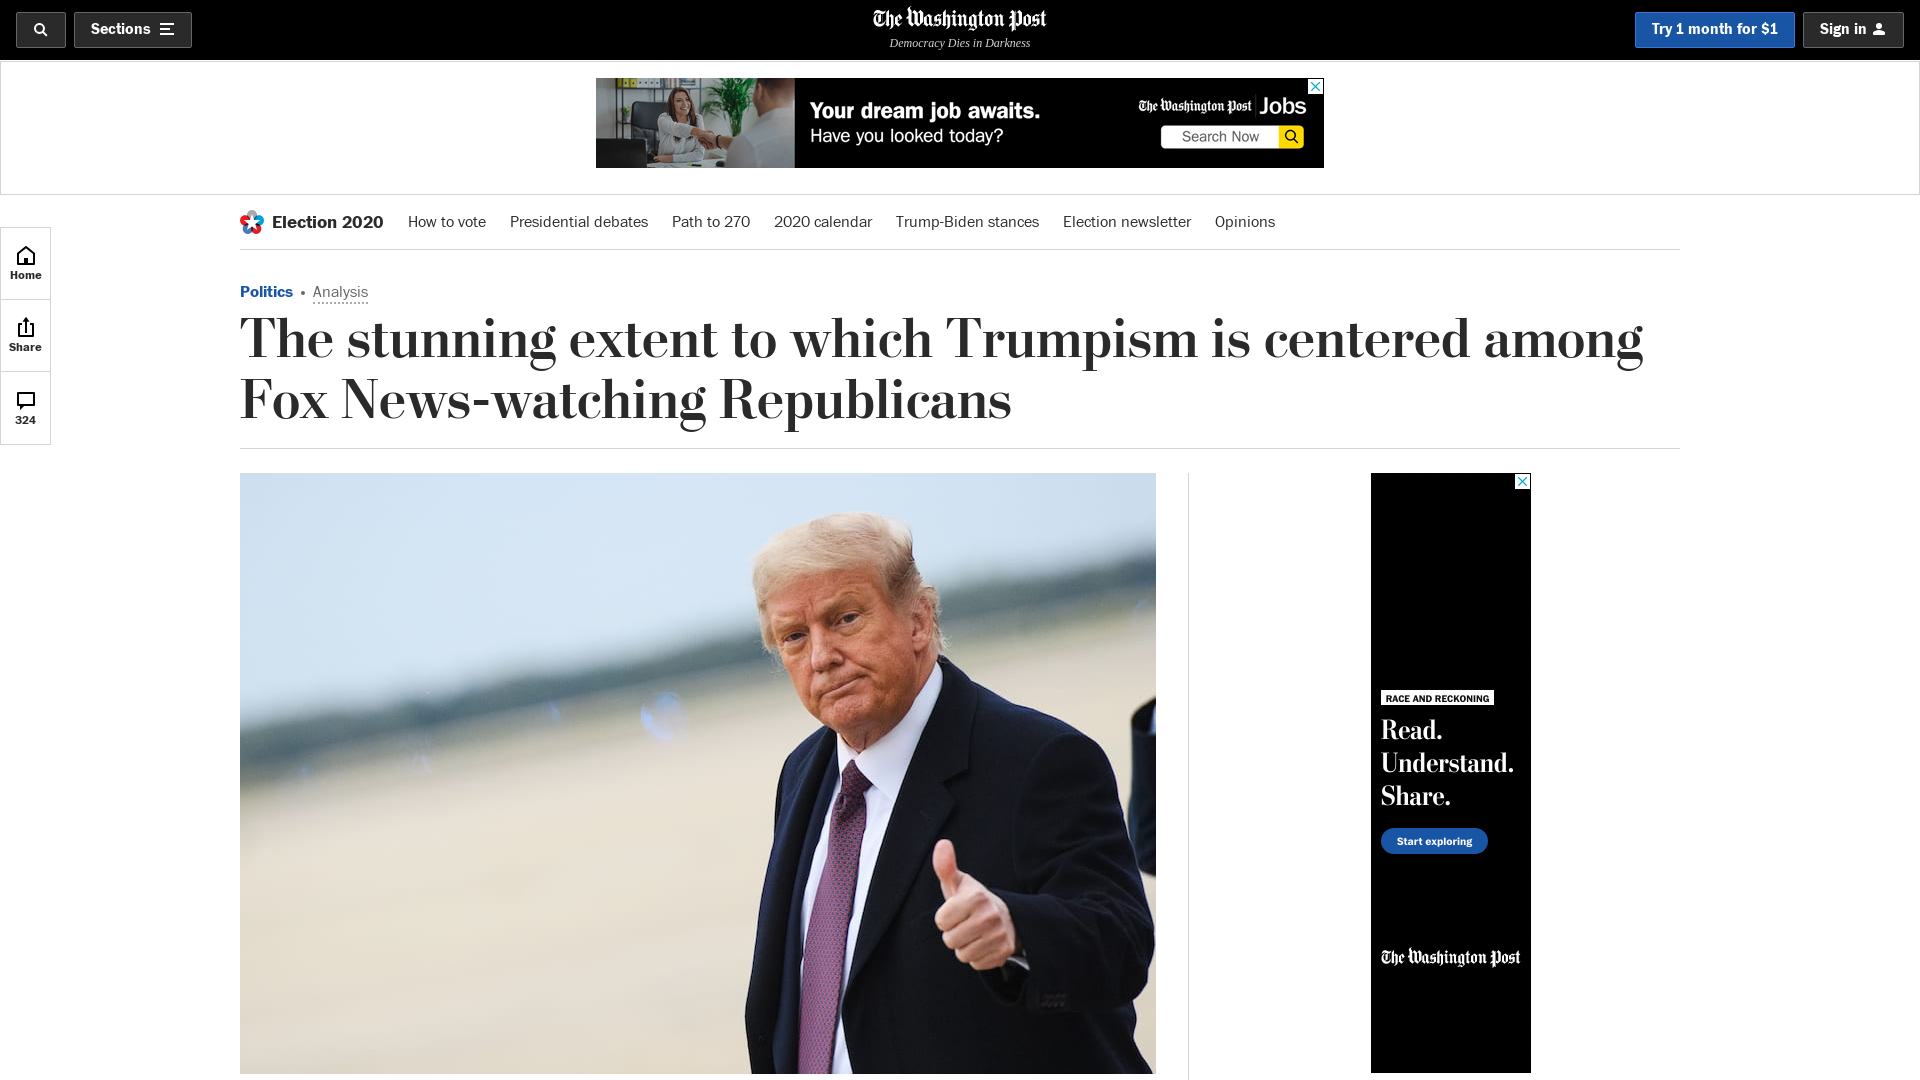 Sections
The Washington Post
Democracy Dies in Darkness
Try 1 month for $1
Sign in
Your dream job awaits.
Have you looked today?
The Washington Post Jobs
Search Now
Election 2020 How to vote Presidential debates Path to 270 2020 calendar Trump-Biden stances Election newsletter Opinions
Home
Share
324
Politics • Analysis
The stunning extent to which Trumpism is centered among
Fox News-watching Republicans
RACE AND RECKONING
Read.
Understand.
Share.
Start exploring
The Washington Post